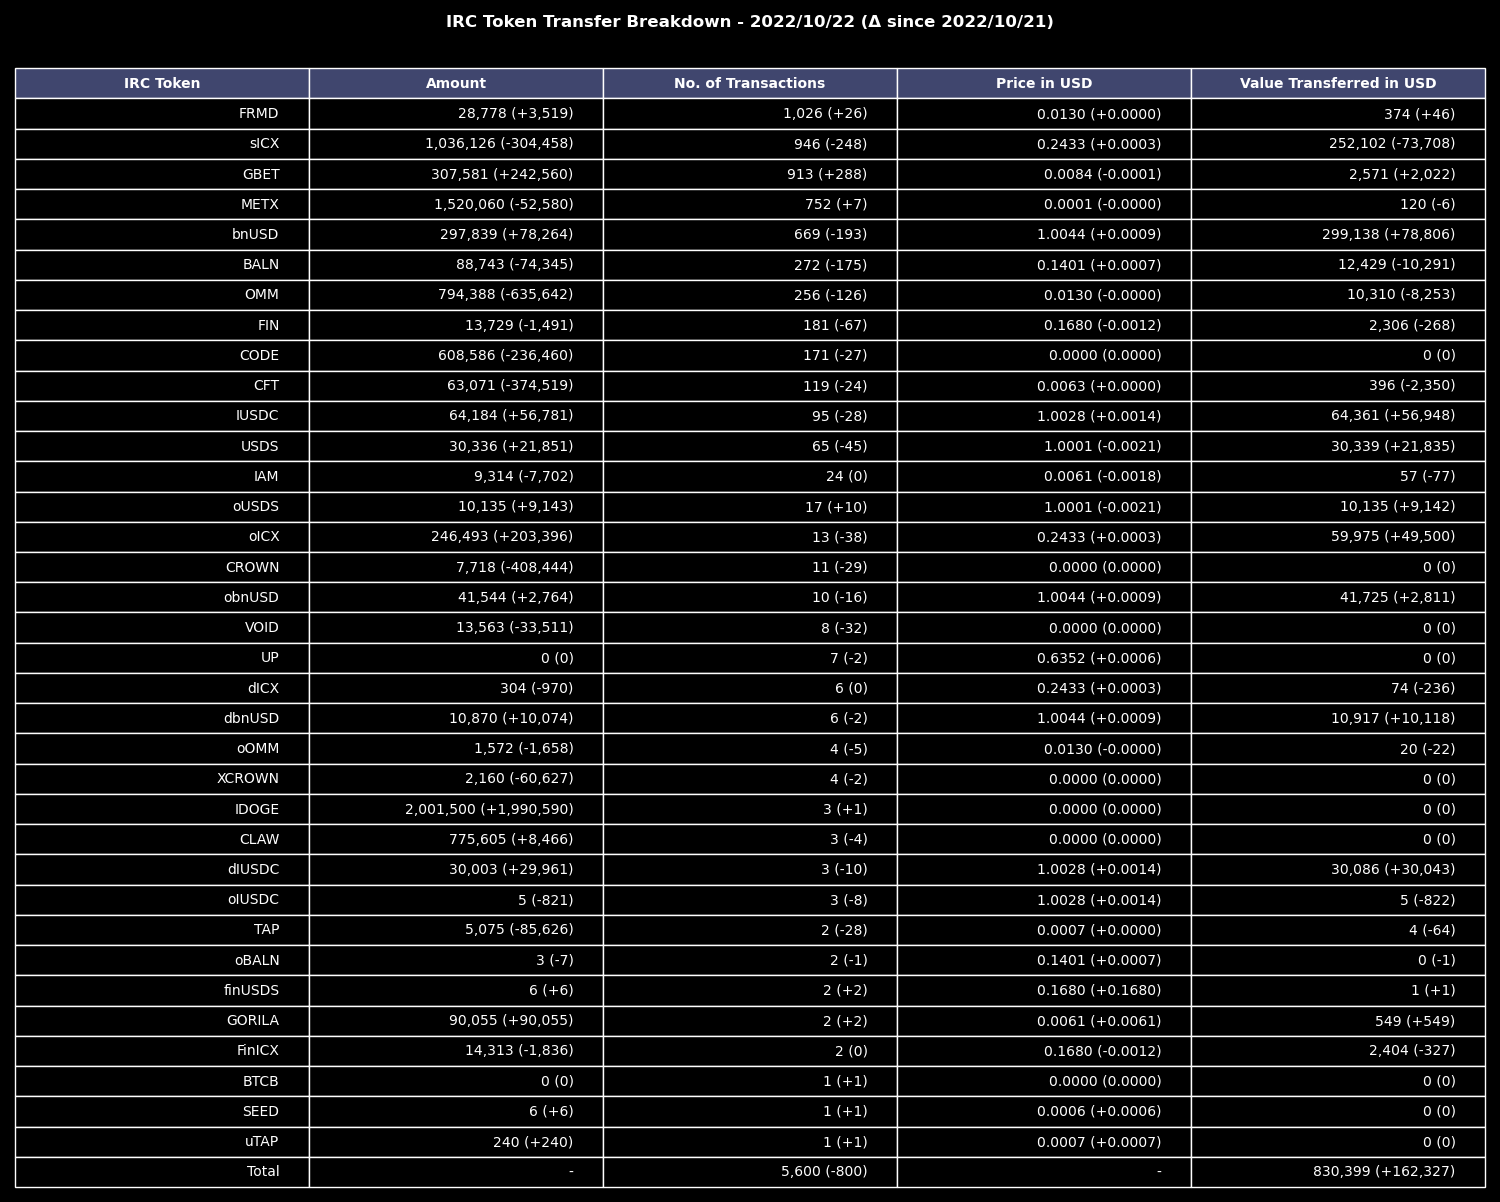 IRC Token Transfer Breakdown - 2022/10/22 (Δ since 2022/10/21)
IRC Token Amount No. of Transactions Price in USD Value Transferred in USD
FRMD 28,778 (+3,519) 1,026 (+26) 0.0130 (+0.0000) 374 (+46)
sICX 1,036,126 (-304,458) 946 (-248) 0.2433 (+0.0003) 252,102 (-73,708)
GBET 307,581 (+242,560) 913 (+288) 0.0084 (-0.0001) 2,571 (+2,022)
METX 1,520,060 (-52,580) 752 (+7) 0.0001 (-0.0000) 120 (-6)
bnUSD 297,839 (+78,264) 669 (-193) 1.0044 (+0.0009) 299,138 (+78,806)
BALN 88,743 (-74,345) 272 (-175) 0.1401 (+0.0007) 12,429 (-10,291)
OMM 794,388 (-635,642) 256 (-126) 0.0130 (-0.0000) 10,310 (-8,253)
FIN 13,729 (-1,491) 181 (-67) 0.1680 (-0.0012) 2,306 (-268)
CODE 608,586 (-236,460) 171 (-27) 0.0000 (0.0000) 0 (0)
CFT 63,071 (-374,519) 119 (-24) 0.0063 (+0.0000) 396 (-2,350)
IUSDC 64,184 (+56,781) 95 (-28) 1.0028 (+0.0014) 64,361 (+56,948)
USDS 30,336 (+21,851) 65 (-45) 1.0001 (-0.0021) 30,339 (+21,835)
IAM 9,314 (-7,702) 24 (0) 0.0061 (-0.0018) 57 (-77)
oUSDS 10,135 (+9,143) 17 (+10) 1.0001 (-0.0021) 10,135 (+9,142)
oICX 246,493 (+203,396) 13 (-38) 0.2433 (+0.0003) 59,975 (+49,500)
CROWN 7,718 (-408,444) 11 (-29) 0.0000 (0.0000) 0 (0)
obnUSD 41,544 (+2,764) 10 (-16) 1.0044 (+0.0009) 41,725 (+2,811)
VOID 13,563 (-33,511) 8 (-32) 0.0000 (0.0000) 0 (0)
UP 0 (0) 7 (-2) 0.6352 (+0.0006) 0 (0)
dICX 304 (-970) 6 (0) 0.2433 (+0.0003) 74 (-236)
dbnUSD 10,870 (+10,074) 6 (-2) 1.0044 (+0.0009) 10,917 (+10,118)
oOMM 1,572 (-1,658) 4 (-5) 0.0130 (-0.0000) 20 (-22)
XCROWN 2,160 (-60,627) 4 (-2) 0.0000 (0.0000) 0 (0)
IDOGE 2,001,500 (+1,990,590) 3 (+1) 0.0000 (0.0000) 0 (0)
CLAW 775,605 (+8,466) 3 (-4) 0.0000 (0.0000) 0 (0)
dIUSDC 30,003 (+29,961) 3 (-10) 1.0028 (+0.0014) 30,086 (+30,043)
oIUSDC 5 (-821) 3 (-8) 1.0028 (+0.0014) 5 (-822)
TAP 5,075 (-85,626) 2 (-28) 0.0007 (+0.0000) 4 (-64)
oBALN 3 (-7) 2 (-1) 0.1401 (+0.0007) 0 (-1)
finUSDS 6 (+6) 2 (+2) 0.1680 (+0.1680) 1 (+1)
GORILA 90,055 (+90,055) 2 (+2) 0.0061 (+0.0061) 549 (+549)
FinICX 14,313 (-1,836) 2 (0) 0.1680 (-0.0012) 2,404 (-327)
BTCB 0 (0) 1 (+1) 0.0000 (0.0000) 0 (0)
SEED 6 (+6) 1 (+1) 0.0006 (+0.0006) 0 (0)
uTAP 240 (+240) 1 (+1) 0.0007 (+0.0007) 0 (0)
Total - 5,600 (-800) - 830,399 (+162,327)